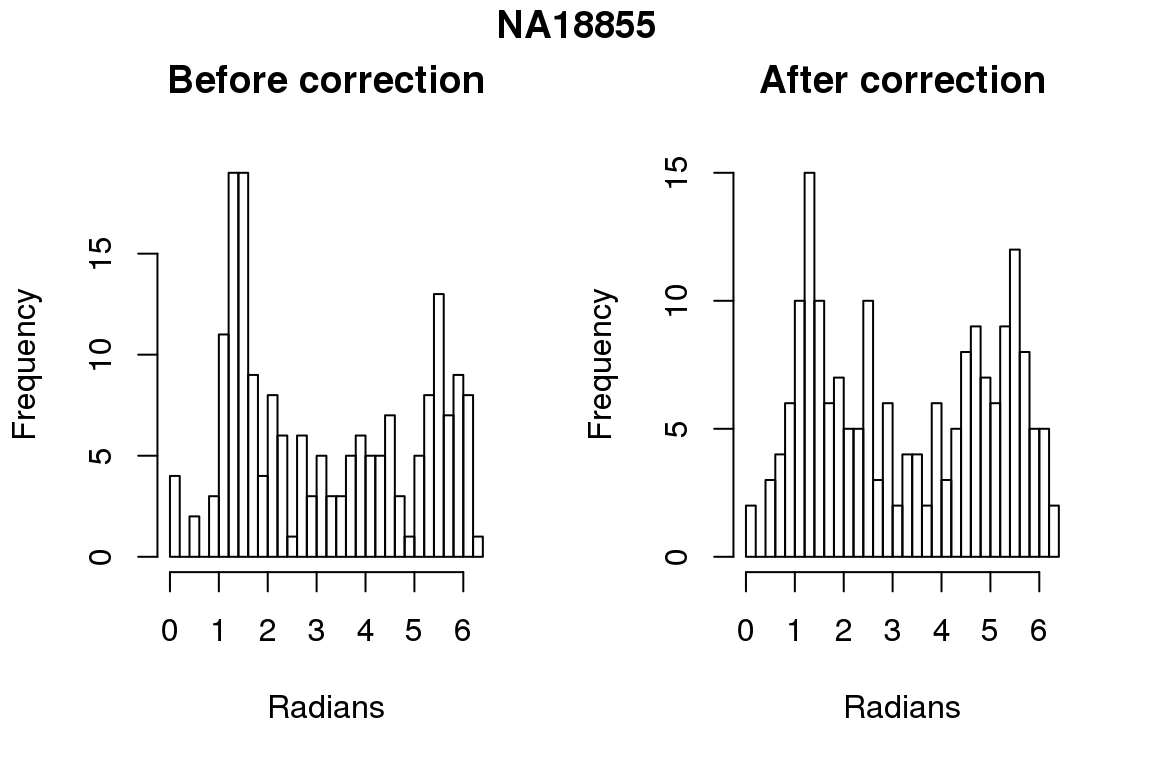 NA18855
Before correction
Frequency
15
10
5
0
0 1 2 3 4 5 6
Radians
After correction
Frequency
15
10
5
0
0 1 2 3 4 5 6
Radians